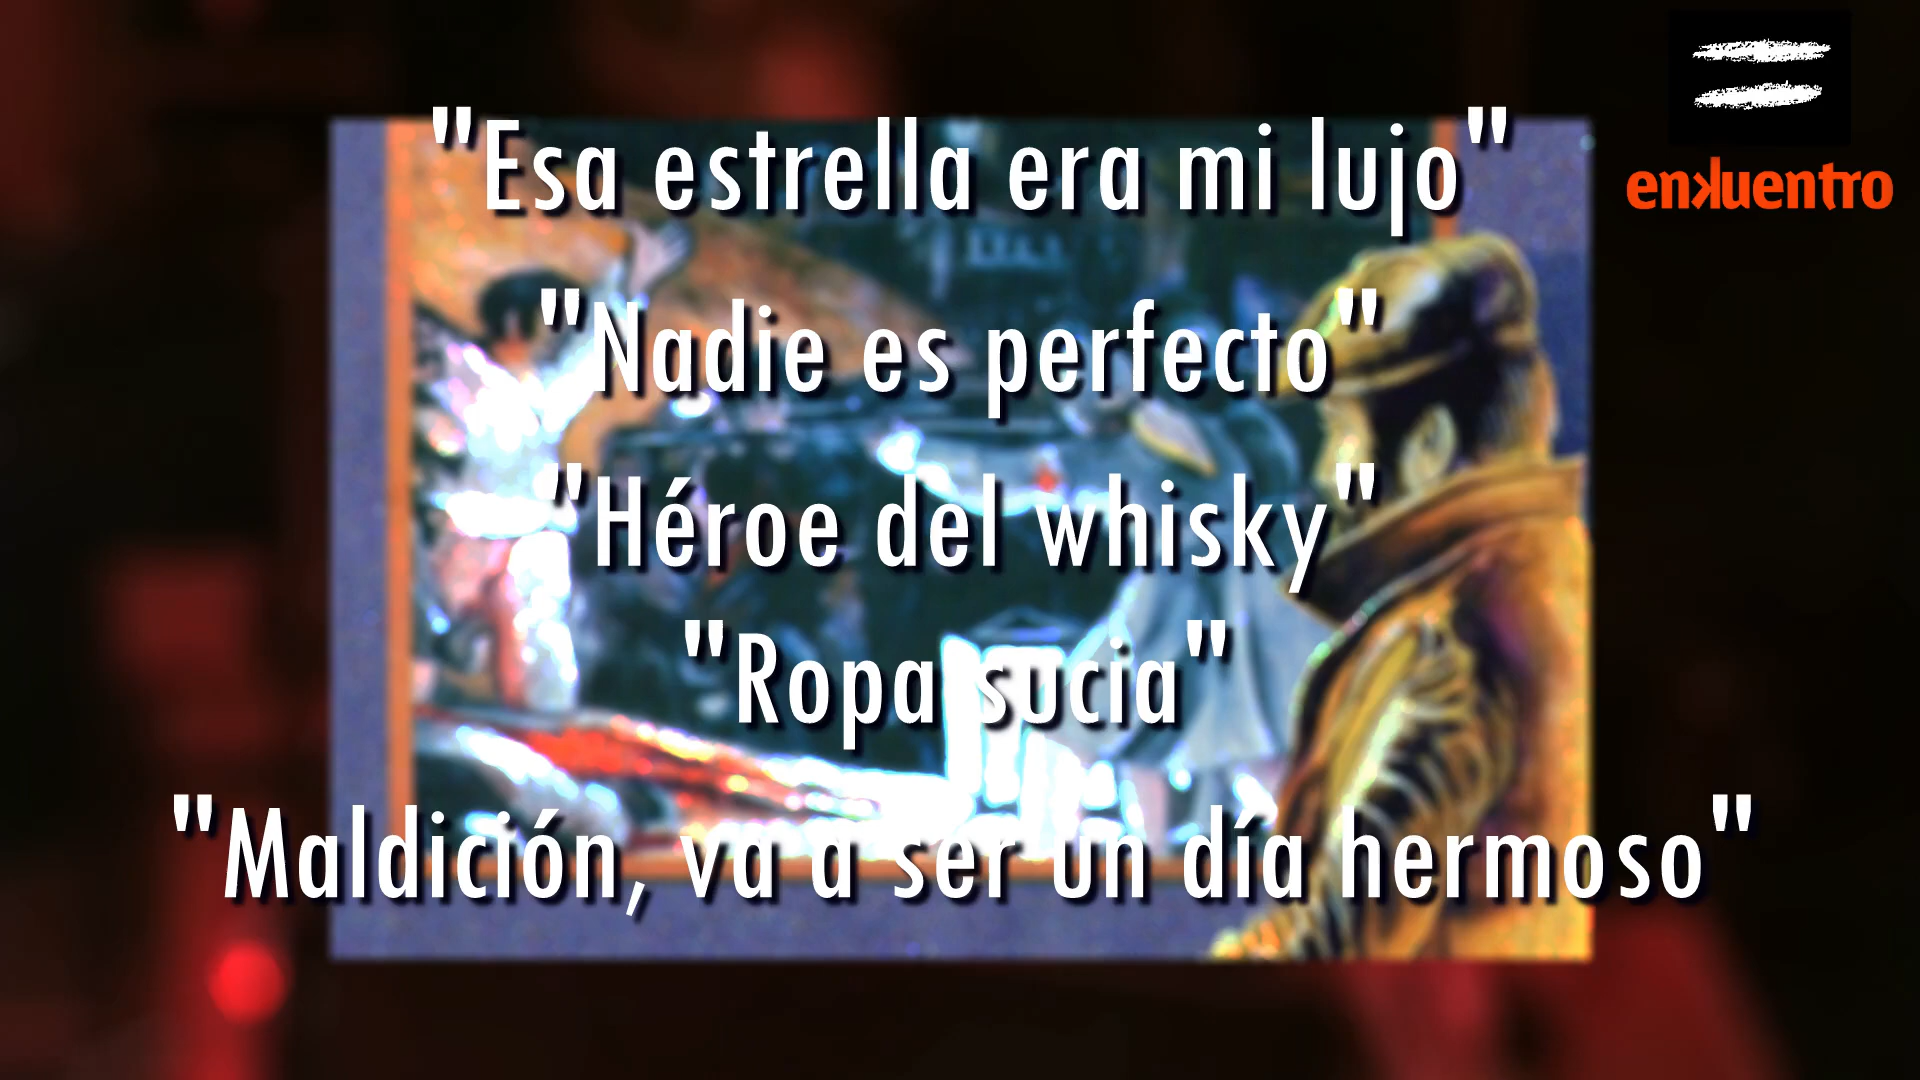 "Esa estrella era mi lujo"
enkuentro
"Nadie es perfecto"
"Héroe del whisky"
"Ropa sucia"
"Maldición, va a ser un día hermoso"